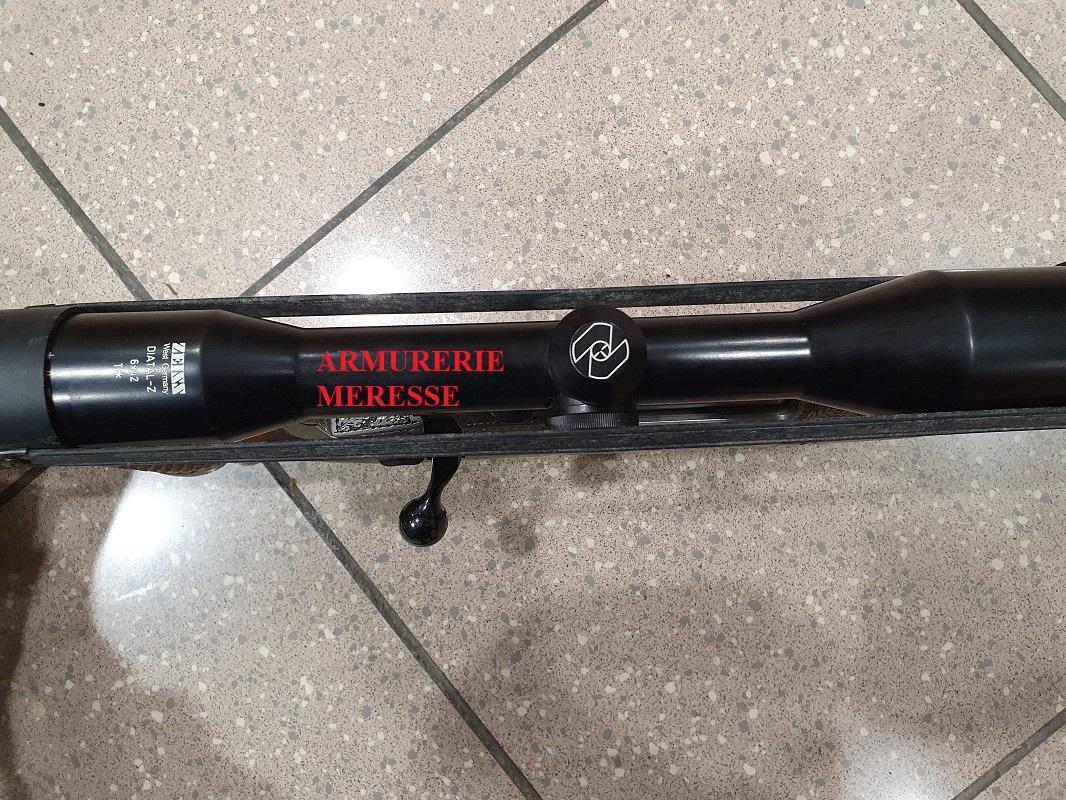 ARMURERIE
MERESSE
ZEISS
West Germany
DIATAL-Z
6x42
T*